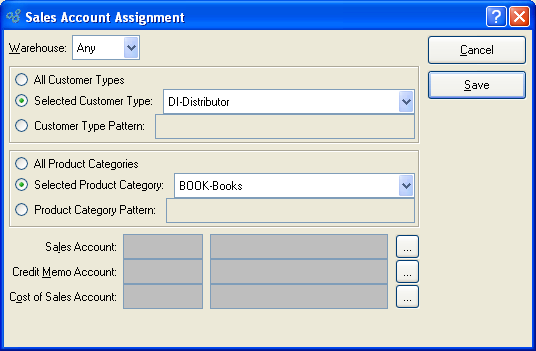 Sales Account Assignment
Warehouse: Any
Cancel
All Customer Types
Selected Customer Type: DI-Distributor
Save
Customer Type Pattern:
All Product Categories
Selected Product Category: BOOK-Books
Product Category Pattern:
Sales Account: ...
Credit Memo Account: ...
Cost of Sales Account: ...